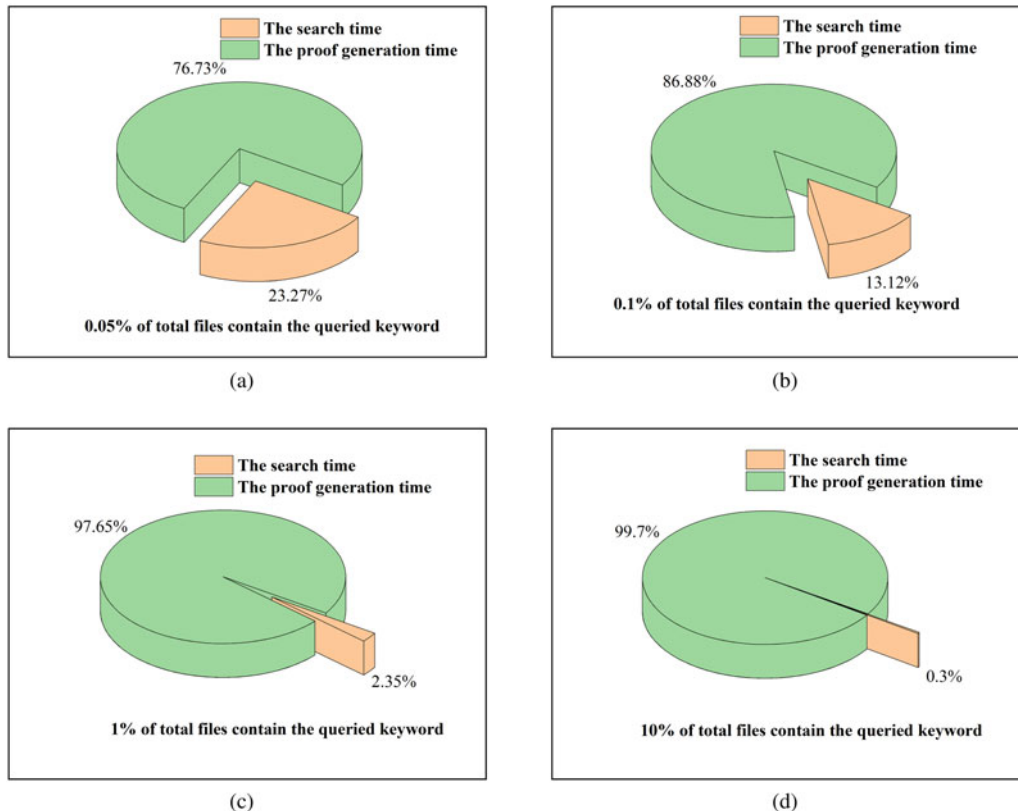 The search time
The proof generation time
76.73%
23.27%
0.05% of total files contain the queried keyword
(a)
The search time
The proof generation time
86.88%
13.12%
0.1% of total files contain the queried keyword
(b)
The search time
The proof generation time
97.65%
2.35%
1% of total files contain the queried keyword
(c)
The search time
The proof generation time
99.7%
0.3%
10% of total files contain the queried keyword
(d)